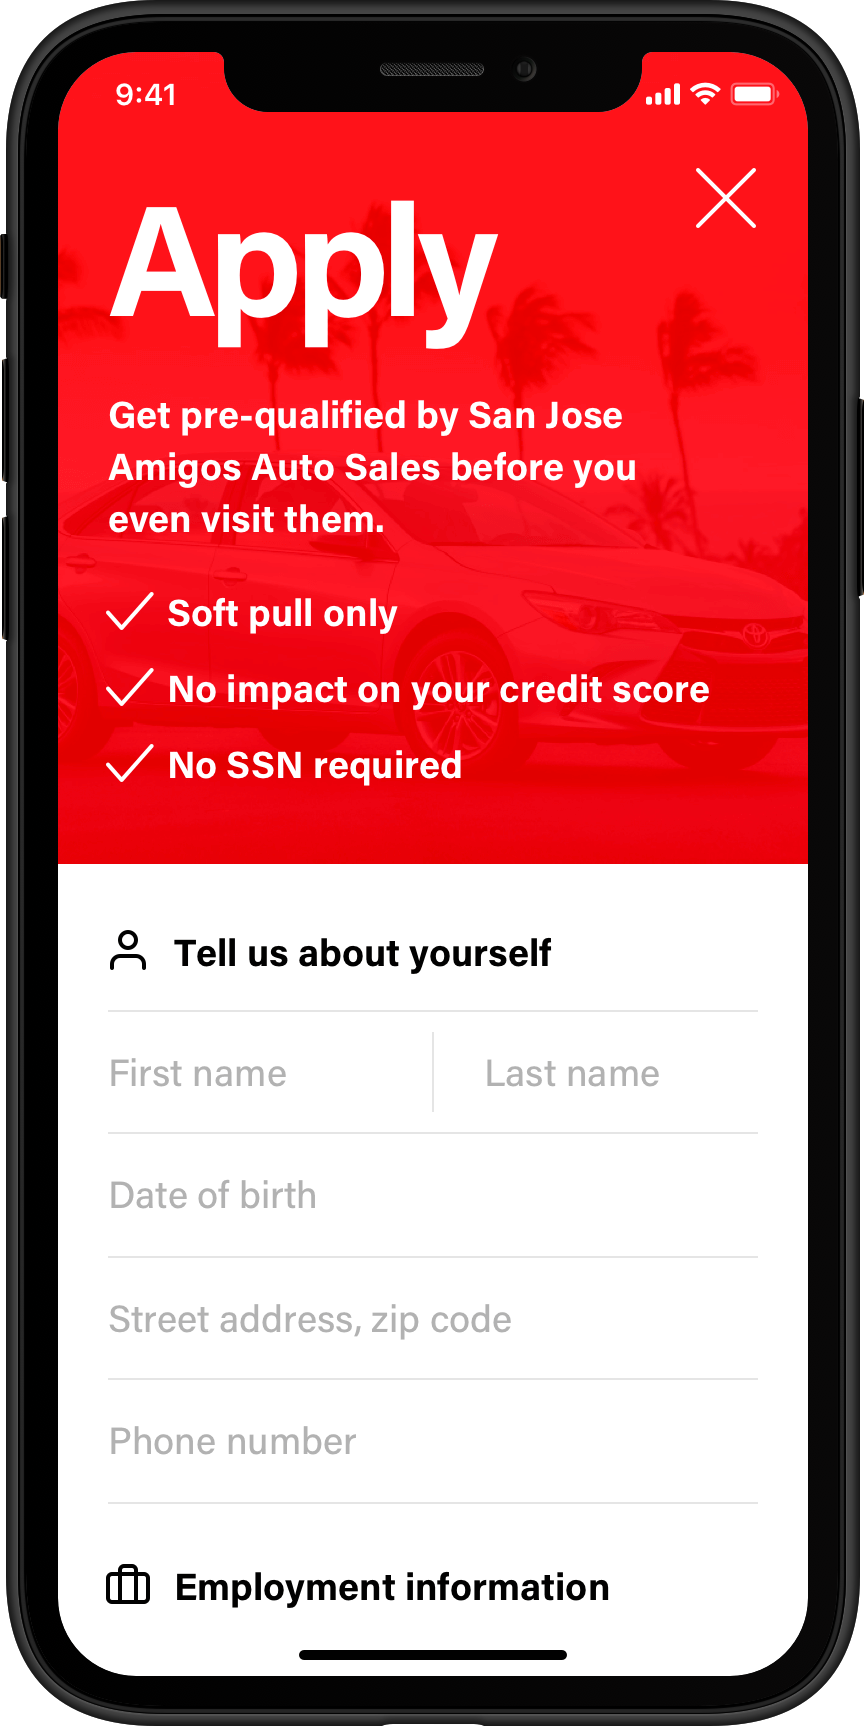 9:41
Apply
Get pre-qualified by San Jose
Amigos Auto Sales before you
even visit them.
Soft pull only
No impact on your credit score
No SSN required
Tell us about yourself
First name
Last name
Date of birth
Street address, zip code
Phone number
Employment information